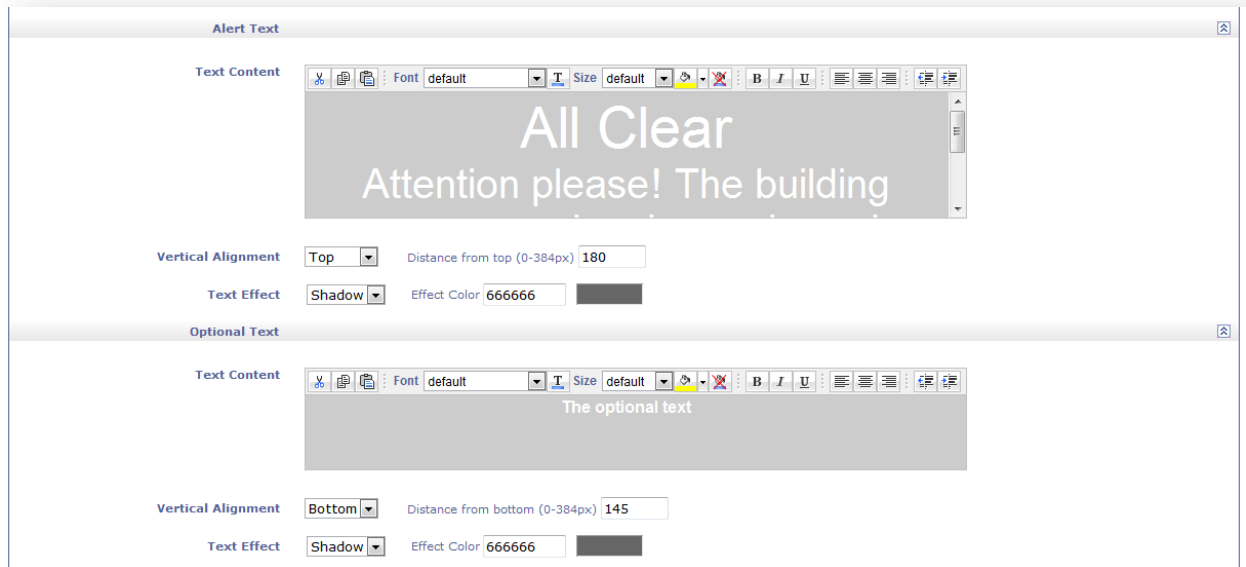 Alert Text
Text Content
Font default T Size default B I U
All Clear
Attention please! The building
Vertical Alignment Top Distance from top (0-384px) 180
Text Effect Shadow Effect Color 666666
Optional Text
Text Content
Font default T Size default B I U
The optional text
Vertical Alignment Bottom Distance from bottom (0-384px) 145
Text Effect Shadow Effect Color 666666